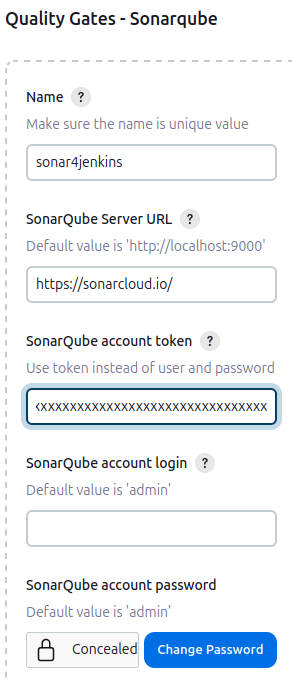 Quality Gates - Sonarqube
Name ?
Make sure the name is unique value
sonar4jenkins
SonarQube Server URL ?
Default value is 'http://localhost:9000'
https://sonarcloud.io/
SonarQube account token ?
Use token instead of user and password
xxxxxxxxxxxxxxxxxxxxxxxxxxxxxxxxx
SonarQube account login ?
Default value is 'admin'
SonarQube account password
Default value is 'admin'
Concealed Change Password